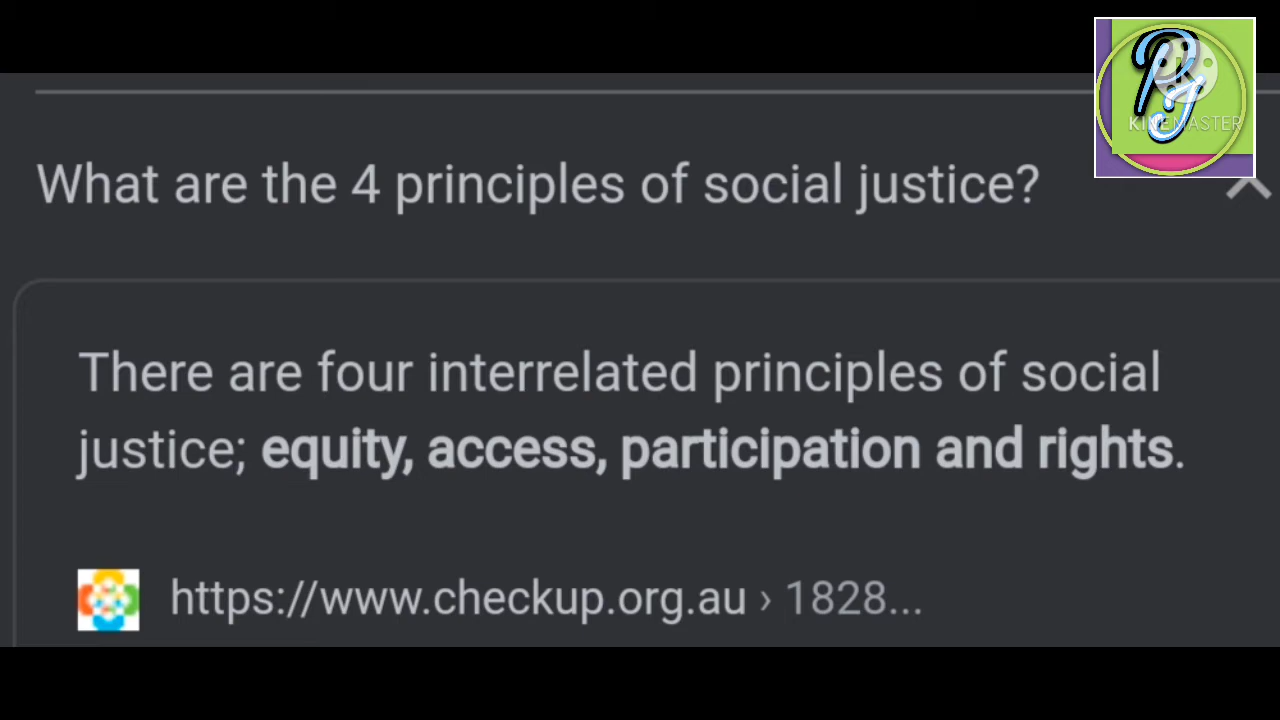 KINEMASTER
What are the 4 principles of social justice?
There are four interrelated principles of social
justice; equity, access, participation and rights.
https://www.checkup.org.au › 1828...